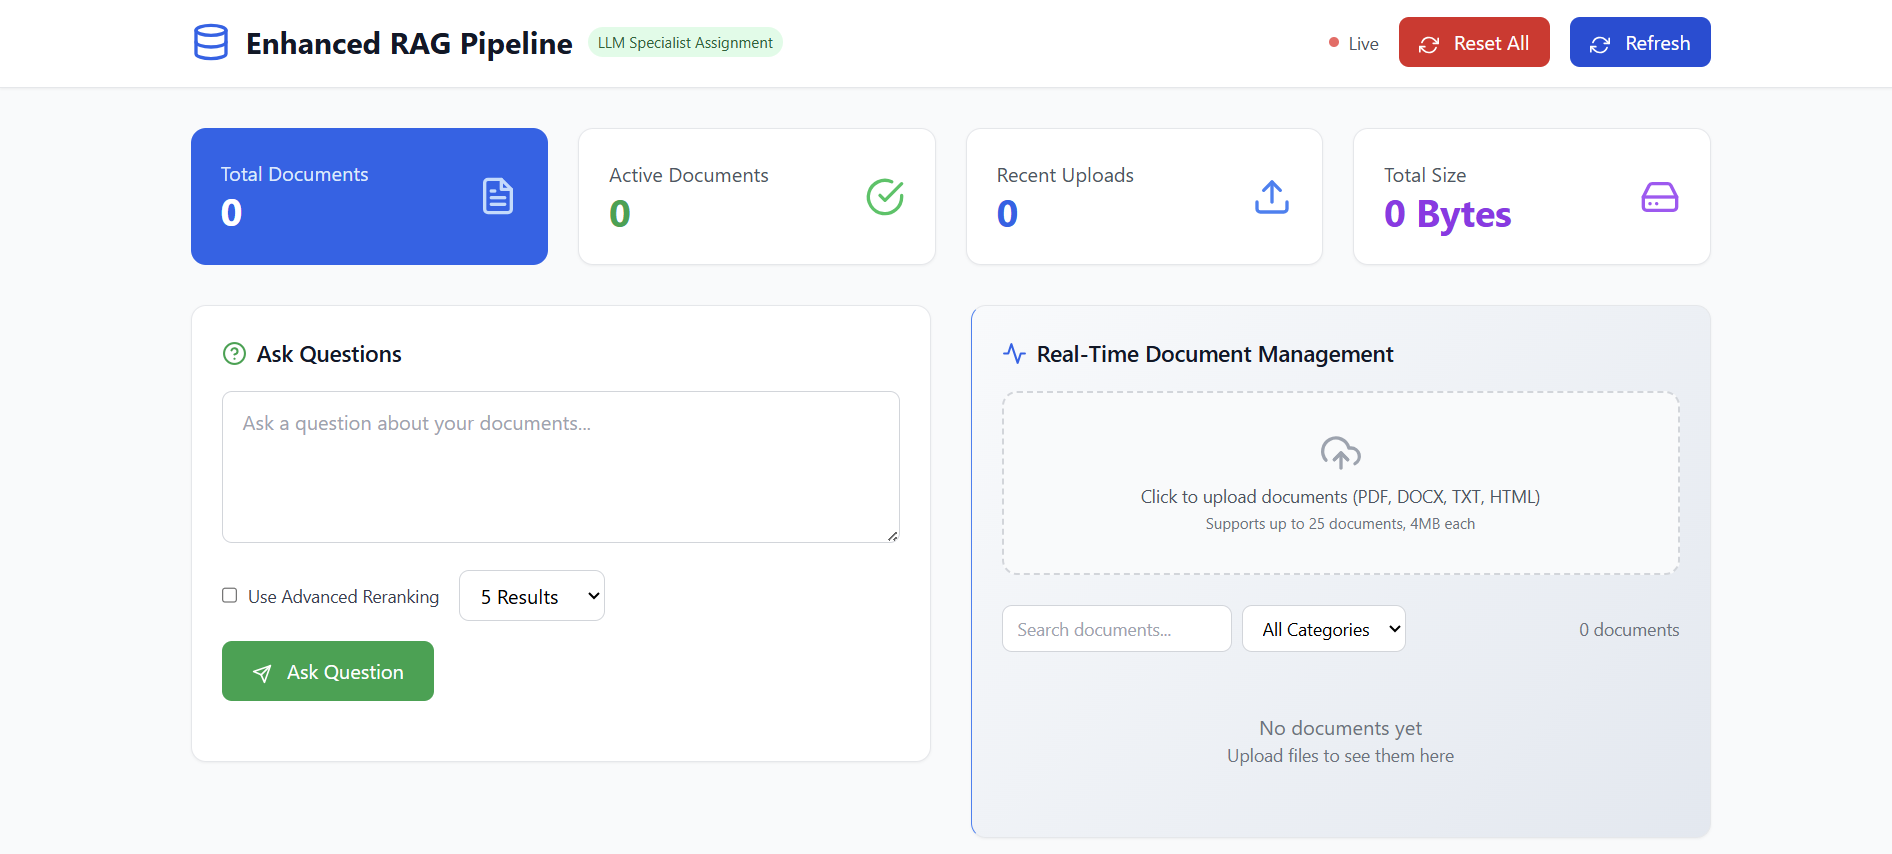 Enhanced RAG Pipeline
LLM Specialist Assignment
Live
Reset All
Refresh
Total Documents
0
Active Documents
0
Recent Uploads
0
Total Size
0 Bytes
Ask Questions
Ask a question about your documents...
Use Advanced Reranking
5 Results
Ask Question
Real-Time Document Management
Click to upload documents (PDF, DOCX, TXT, HTML)
Supports up to 25 documents, 4MB each
Search documents...
All Categories
0 documents
No documents yet
Upload files to see them here